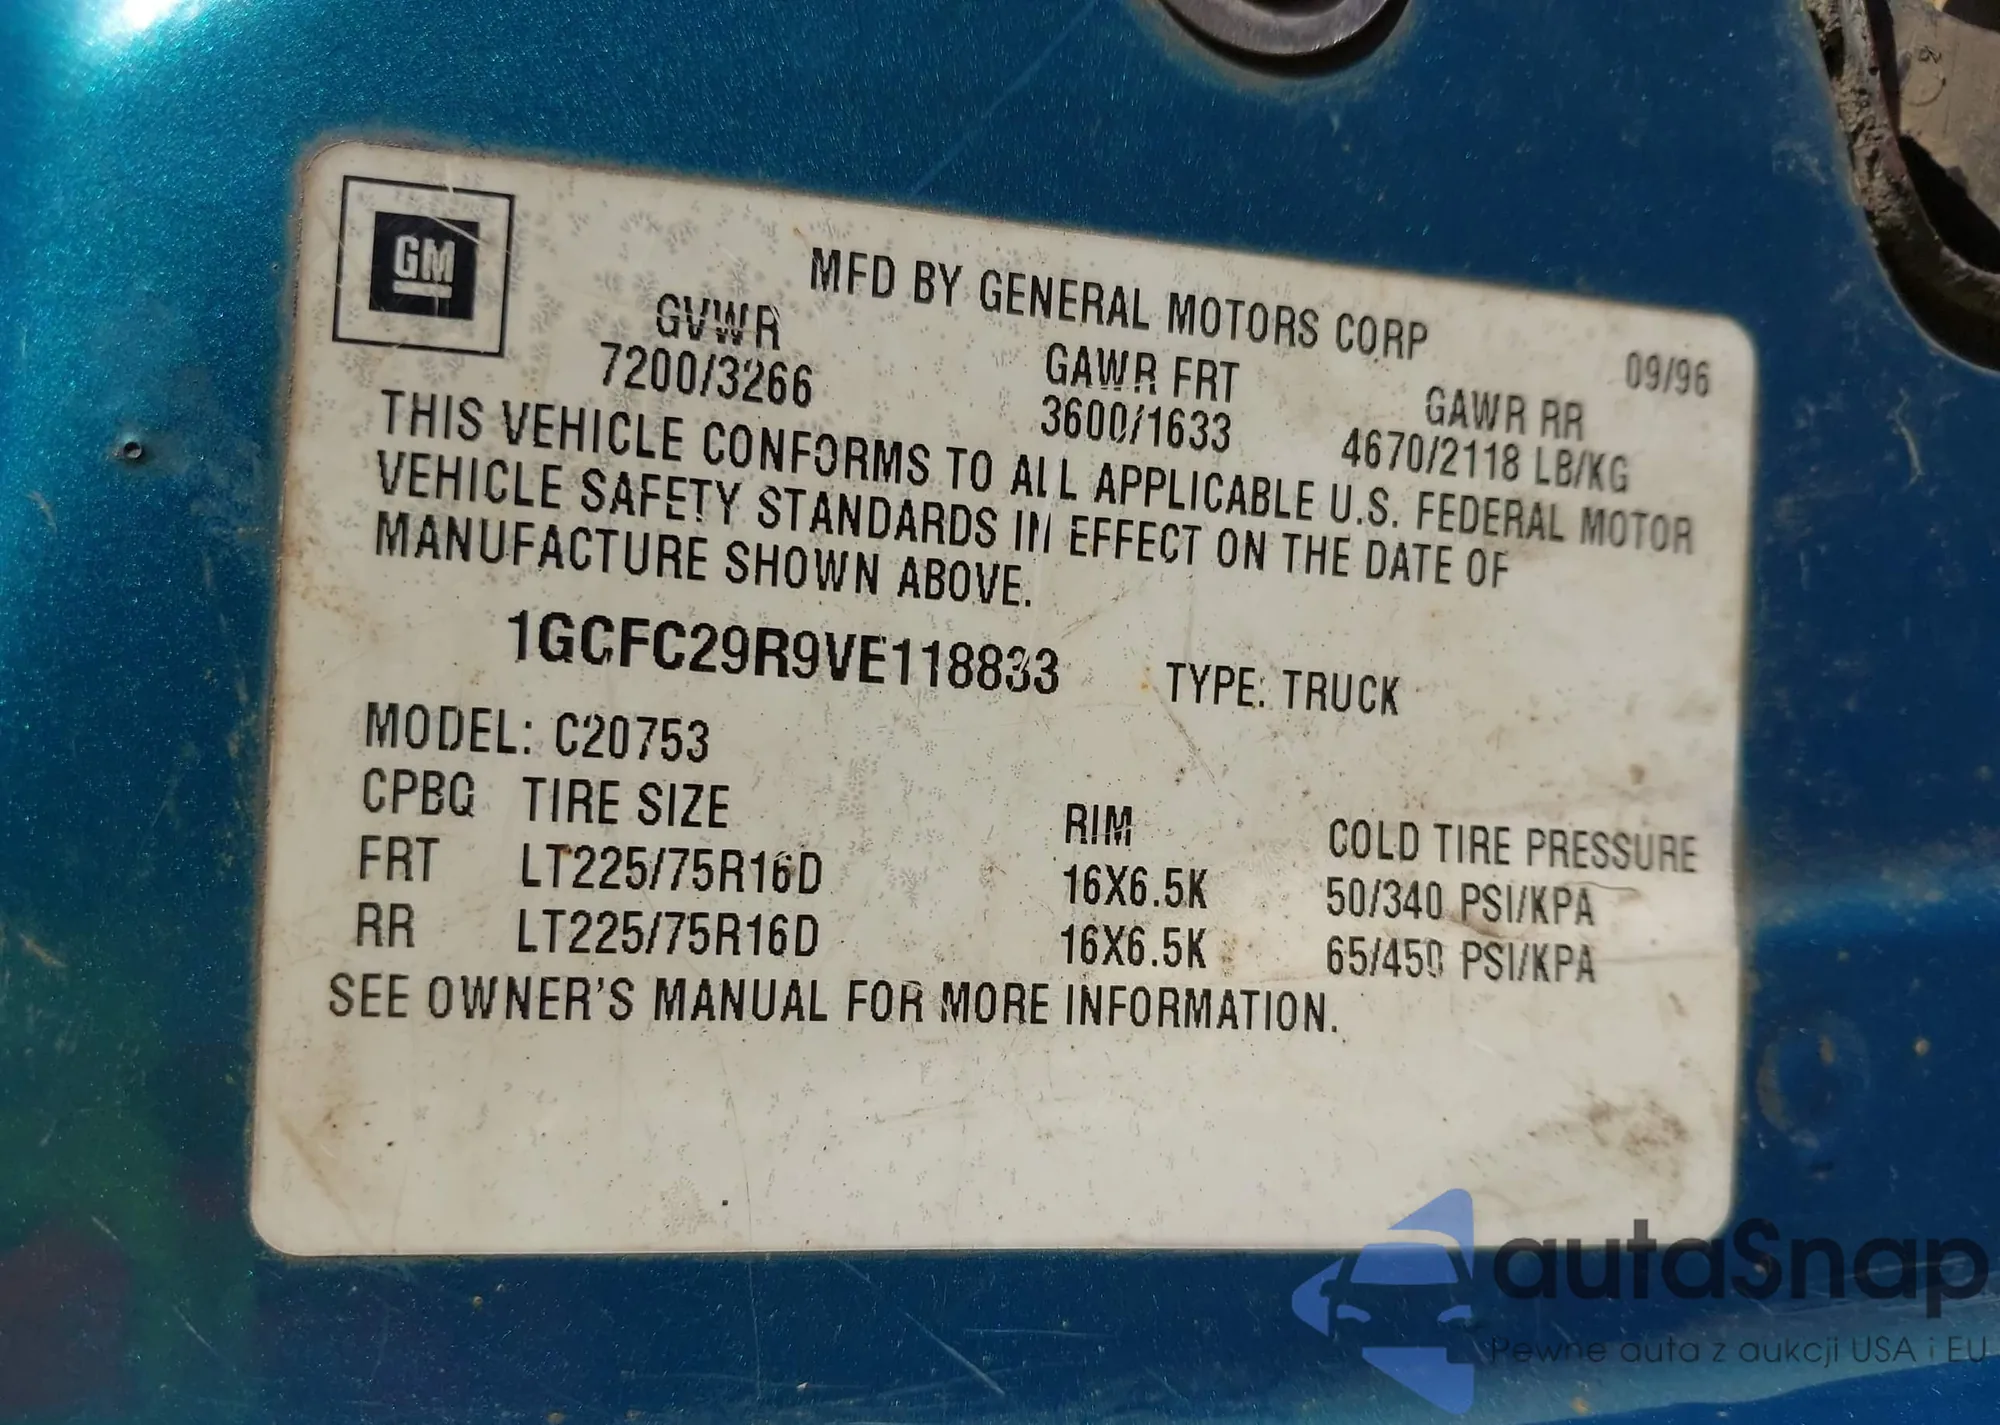 GM
MFD BY GENERAL MOTORS CORP
09/96
GVWR GAWR FRT GAWR RR
7200/3266 3600/1633 4670/2118 LB/KG
THIS VEHICLE CONFORMS TO ALL APPLICABLE U.S. FEDERAL MOTOR
VEHICLE SAFETY STANDARDS IN EFFECT ON THE DATE OF
MANUFACTURE SHOWN ABOVE.
1GCFC29R9VE118833 TYPE: TRUCK
MODEL: C20753
CPBQ TIRE SIZE RIM COLD TIRE PRESSURE
FRT LT225/75R16D 16X6.5K 50/340 PSI/KPA
RR LT225/75R16D 16X6.5K 65/450 PSI/KPA
SEE OWNER'S MANUAL FOR MORE INFORMATION.
autaSnap
Pewne auta z aukcji USA i EU